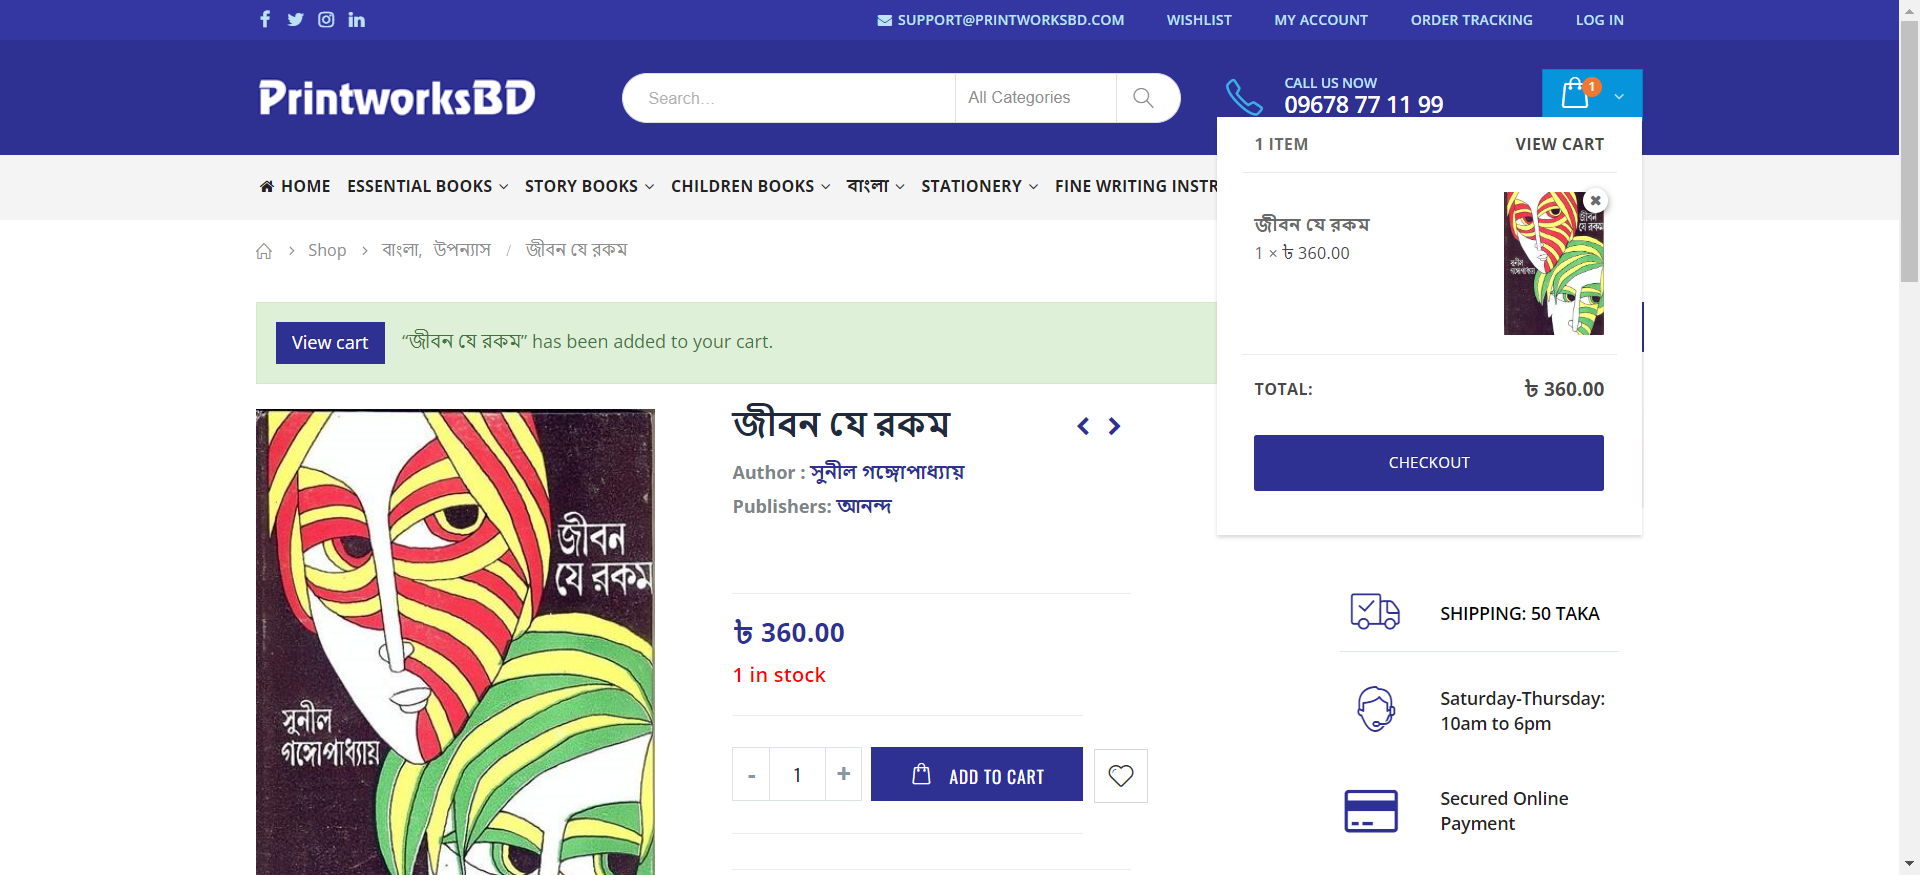 SUPPORT@PRINTWORKSBD.COM WISHLIST MY ACCOUNT ORDER TRACKING LOG IN
PrintworksBD
Search...
All Categories
CALL US NOW
09678 77 11 99
1
1 ITEM VIEW CART
HOME ESSENTIAL BOOKS STORY BOOKS CHILDREN BOOKS বাংলা STATIONERY FINE WRITING INSTR
জীবন যে রকম
1 × ৳ 360.00
জীবন
যে রকম
সুনীল
গঙ্গোপাধ্যায়
Shop বাংলা, উপন্যাস / জীবন যে রকম
View cart “জীবন যে রকম” has been added to your cart.
TOTAL: ৳ 360.00
CHECKOUT
জীবন
যে রকম
সুনীল
গঙ্গোপাধ্যায়
জীবন যে রকম
Author : সুনীল গঙ্গোপাধ্যায়
Publishers: আনন্দ
৳ 360.00
1 in stock
- 1 + ADD TO CART
SHIPPING: 50 TAKA
Saturday-Thursday:
10am to 6pm
Secured Online
Payment